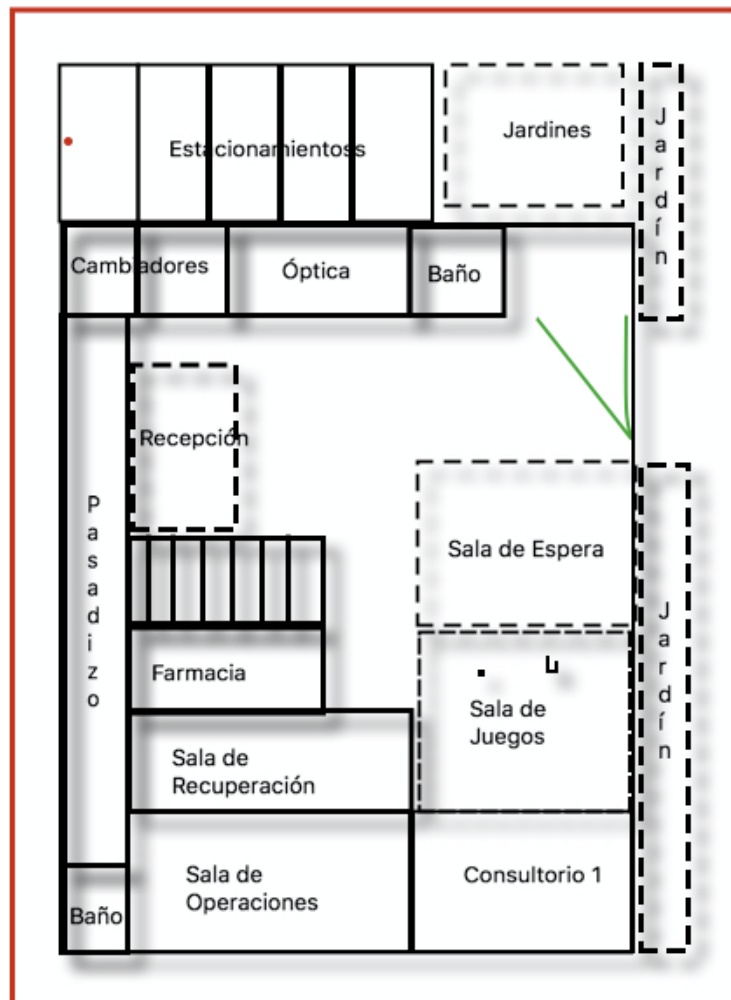 Estacionamientoss
Jardines
Jardín
Cambiadores
Óptica
Baño
Recepción
Pasadizo
Sala de Espera
Jardín
Farmacia
Sala de
Juegos
Sala de
Recuperación
Sala de
Operaciones
Consultorio 1
Baño